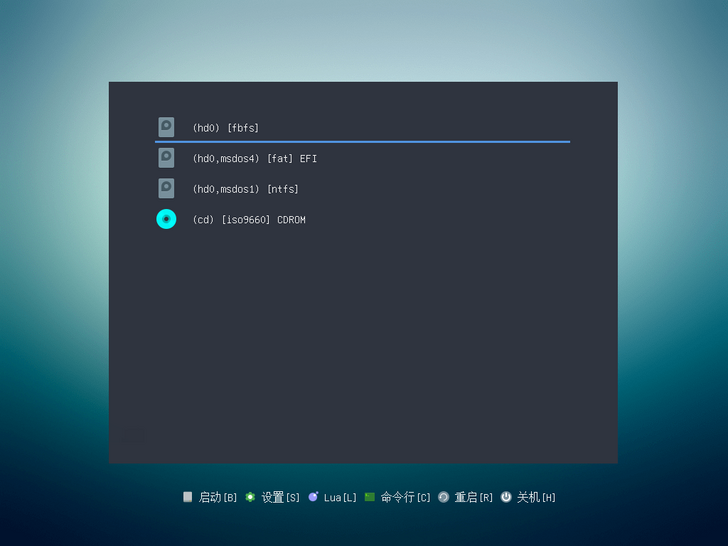 (hd0) [fbfs]
(hd0,msdos4) [fat] EFI
(hd0,msdos1) [ntfs]
(cd) [iso9660] CDROM
启动[B] 设置[S] Lua[L] 命令行[C] 重启[R] 关机[H]